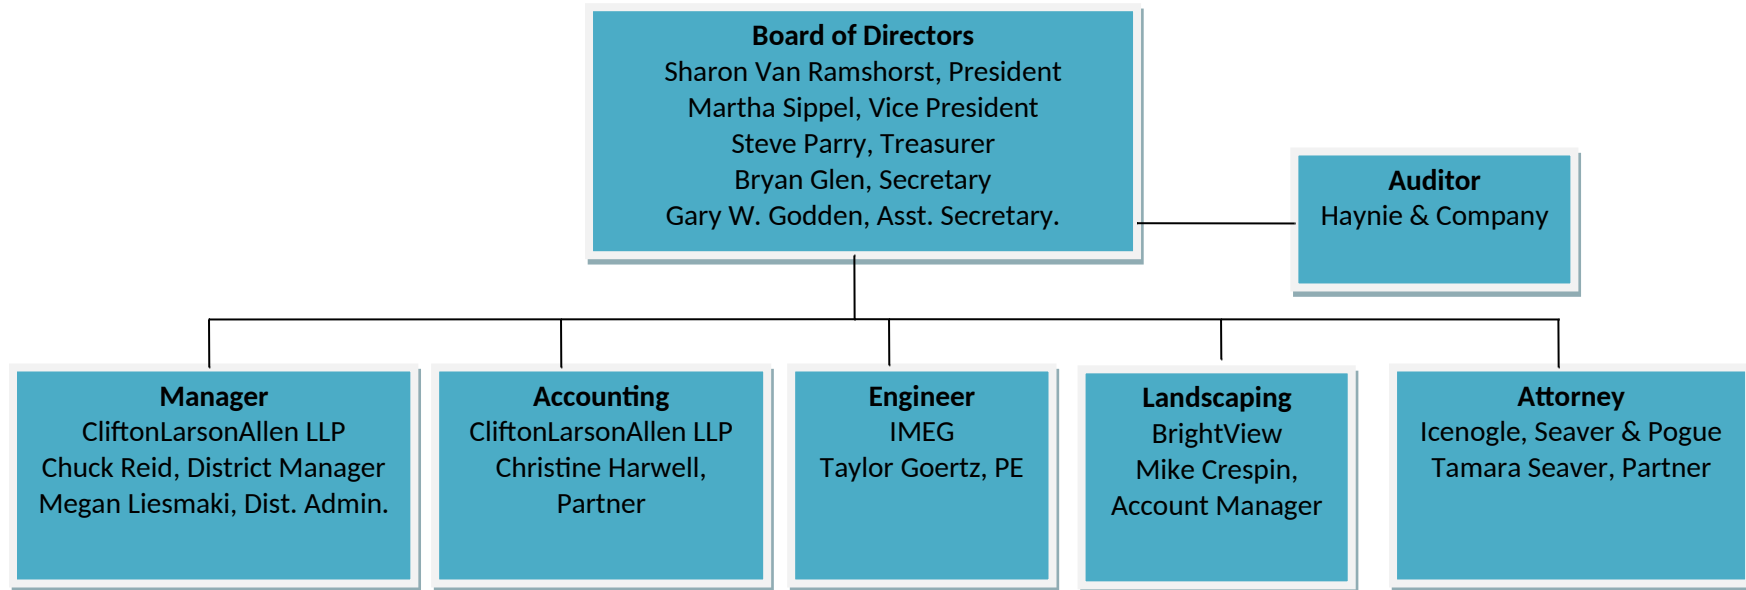 Board of Directors
Sharon Van Ramshorst, President
Martha Sippel, Vice President
Steve Parry, Treasurer
Bryan Glen, Secretary
Gary W. Godden, Asst. Secretary.
Auditor
Haynie & Company
Manager
CliftonLarsonAllen LLP
Chuck Reid, District Manager
Megan Liesmaki, Dist. Admin.
Accounting
CliftonLarsonAllen LLP
Christine Harwell,
Partner
Engineer
IMEG
Taylor Goertz, PE
Landscaping
BrightView
Mike Crespin,
Account Manager
Attorney
Icenogle, Seaver & Pogue
Tamara Seaver, Partner